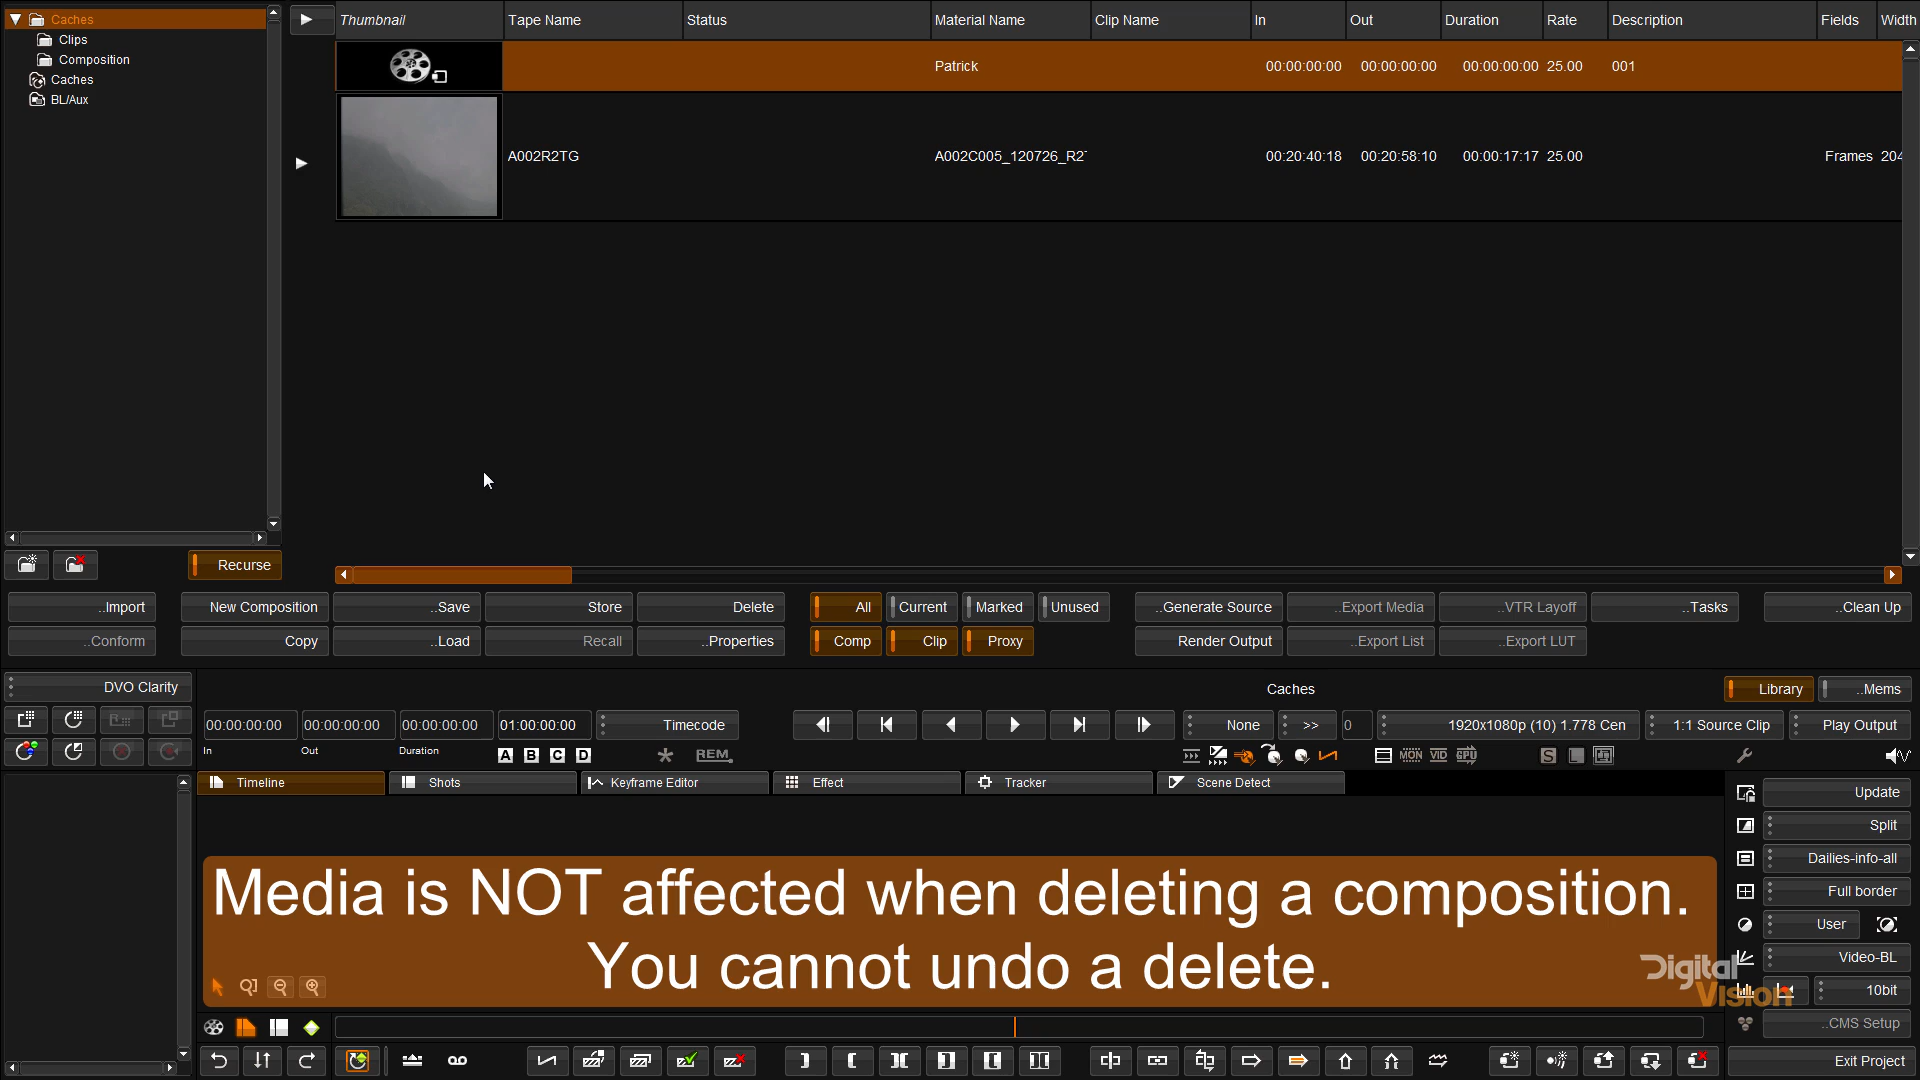 Caches
Clips
Composition
Caches
BL/Aux
Thumbnail Tape Name Status Material Name Clip Name In Out Duration Rate Description Fields Width
Patrick 00:00:00:00 00:00:00:00 00:00:00:00 25.00 001
A002R2TG A002C005_120726_R2 00:20:40:18 00:20:58:10 00:00:17:17 25.00 Frames 204
Recurse
..Import New Composition ..Save Store Delete All Current Marked Unused ..Generate Source ..Export Media ..VTR Layoff ..Tasks ..Clean Up
..Conform Copy ..Load Recall ..Properties Comp Clip Proxy Render Output ..Export List ..Export LUT
DVO Clarity Caches Library ..Mems
00:00:00:00 00:00:00:00 00:00:00:00 01:00:00:00 Timecode None >> 0 1920x1080p (10) 1.778 Cen 1:1 Source Clip Play Output
In Out Duration A B C D REM MON VID GPU S
Timeline Shots Keyframe Editor Effect Tracker Scene Detect
Update
Split
Dailies-info-all
Full border
User
Video-BL
10bit
..CMS Setup
Exit Project
Media is NOT affected when deleting a composition.
You cannot undo a delete.
Digital
Vision